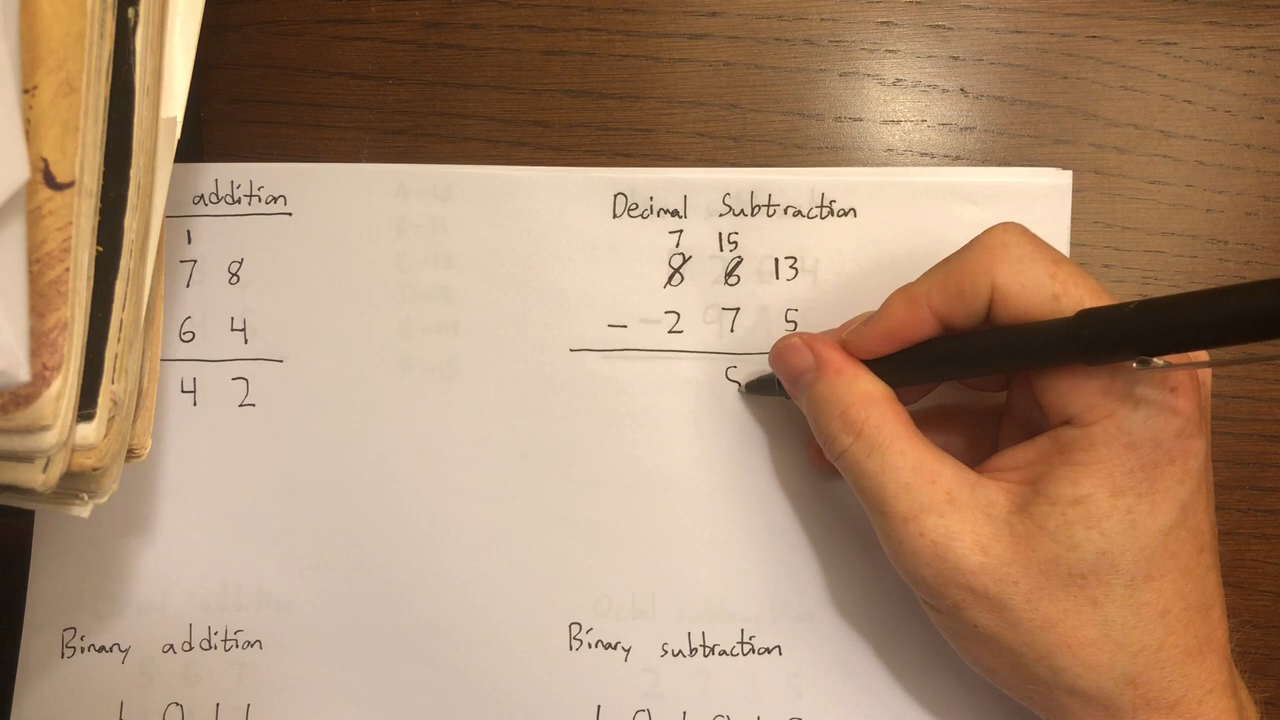 addition
1
7 8
6 4
4 2
Decimal Subtraction
7 15
8 6 13
- 2 7 5
Binary addition
Binary subtraction